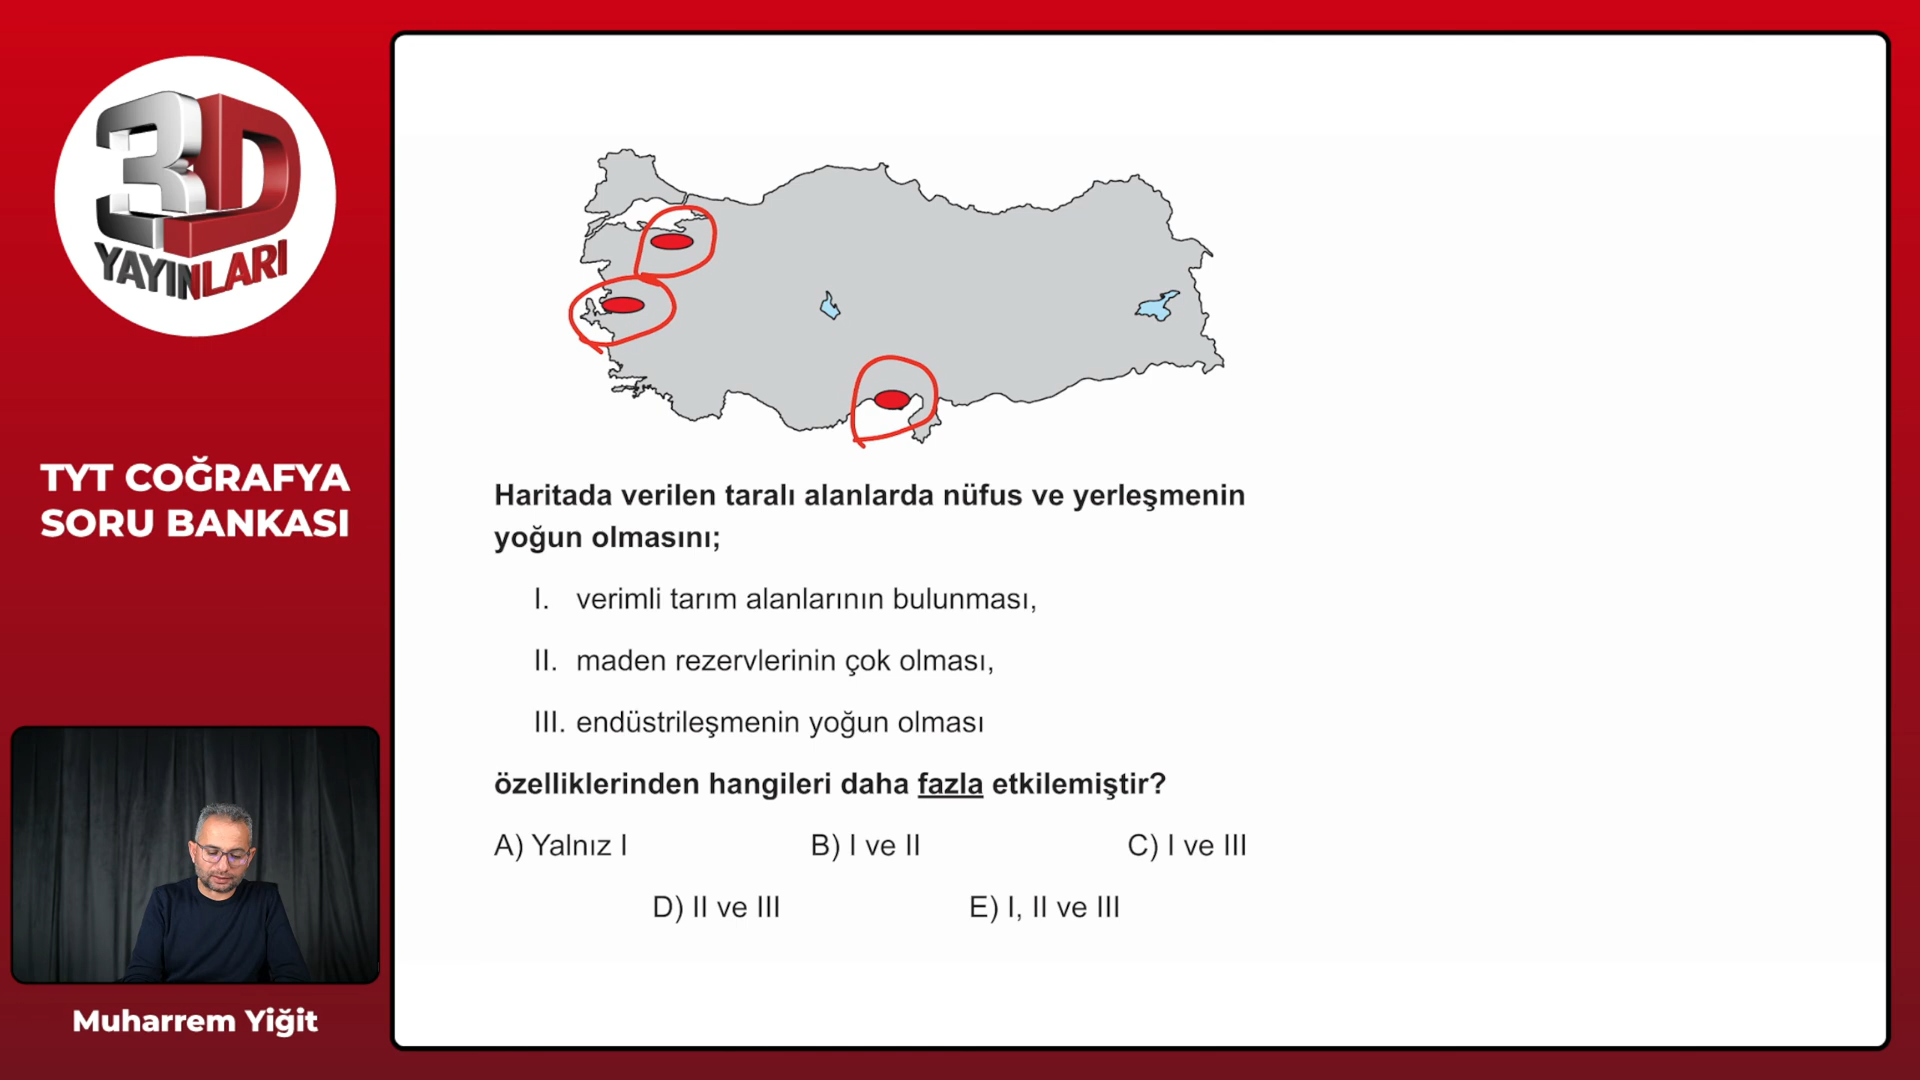 3D
YAYINLARI
TYT COĞRAFYA
SORU BANKASI
Muharrem Yiğit
Haritada verilen taralı alanlarda nüfus ve yerleşmenin
yoğun olmasını;
I. verimli tarım alanlarının bulunması,
II. maden rezervlerinin çok olması,
III. endüstrileşmenin yoğun olması
özelliklerinden hangileri daha fazla etkilemiştir?
A) Yalnız I B) I ve II C) I ve III
D) II ve III E) I, II ve III